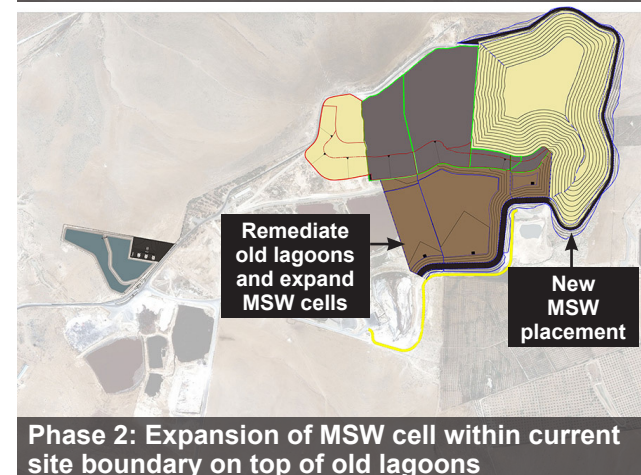 Remediate
old lagoons
and expand
MSW cells
New
MSW
placement
Phase 2: Expansion of MSW cell within current
site boundary on top of old lagoons